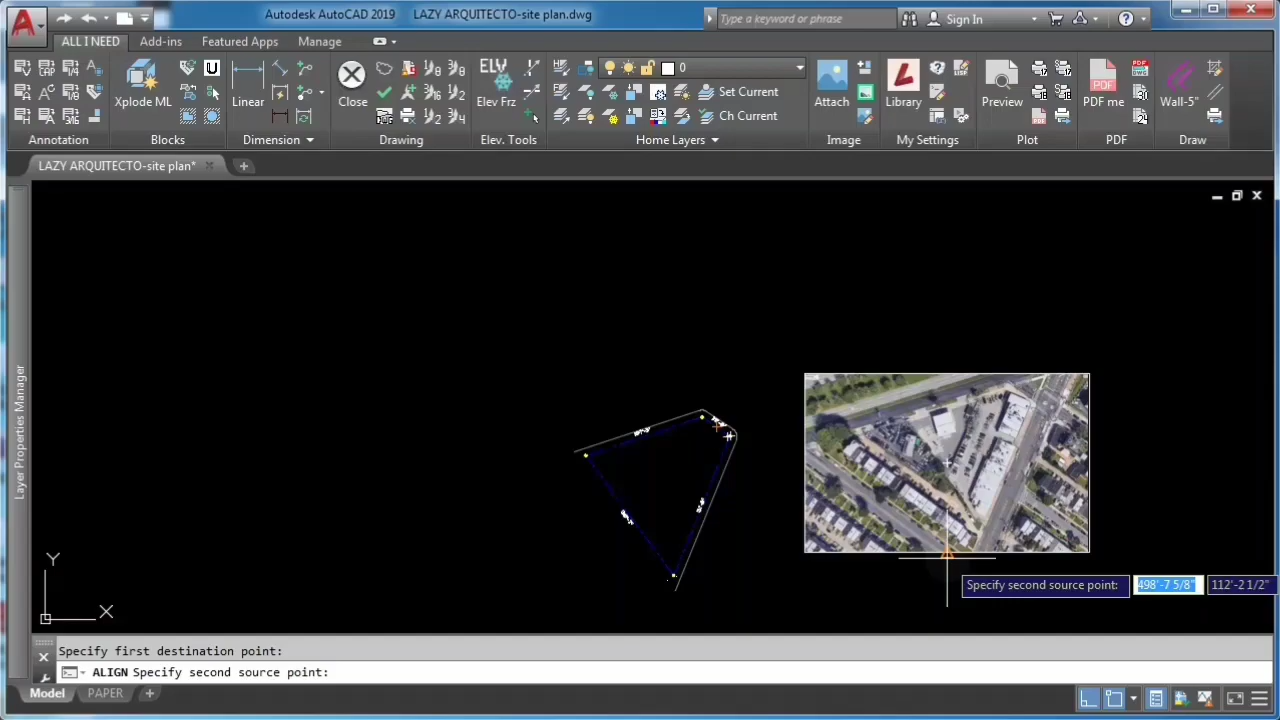 Autodesk AutoCAD 2019 LAZY ARQUITECTO-site plan.dwg
Type a keyword or phrase
Sign In
ALL I NEED Add-ins Featured Apps Manage
Xplode ML
Linear
Close
ELV
Elev Frz
0
Set Current
Ch Current
Attach
Library
Preview
PDF
PDF me
Wall-5"
Annotation
Blocks
Dimension
Drawing
Elev. Tools
Home Layers
Image
My Settings
Plot
PDF
Draw
LAZY ARQUITECTO-site plan*
Layer Properties Manager
Y
X
Specify second source point: 498'-7 5/8" 112'-2 1/2"
Specify first destination point:
ALIGN Specify second source point:
Model PAPER